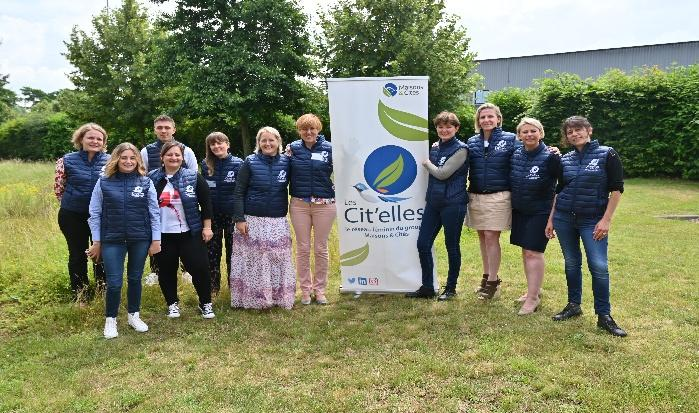 Maisons
& Cités
Les
Cit'elles
Le réseau féminin du groupe
Maisons & Cités